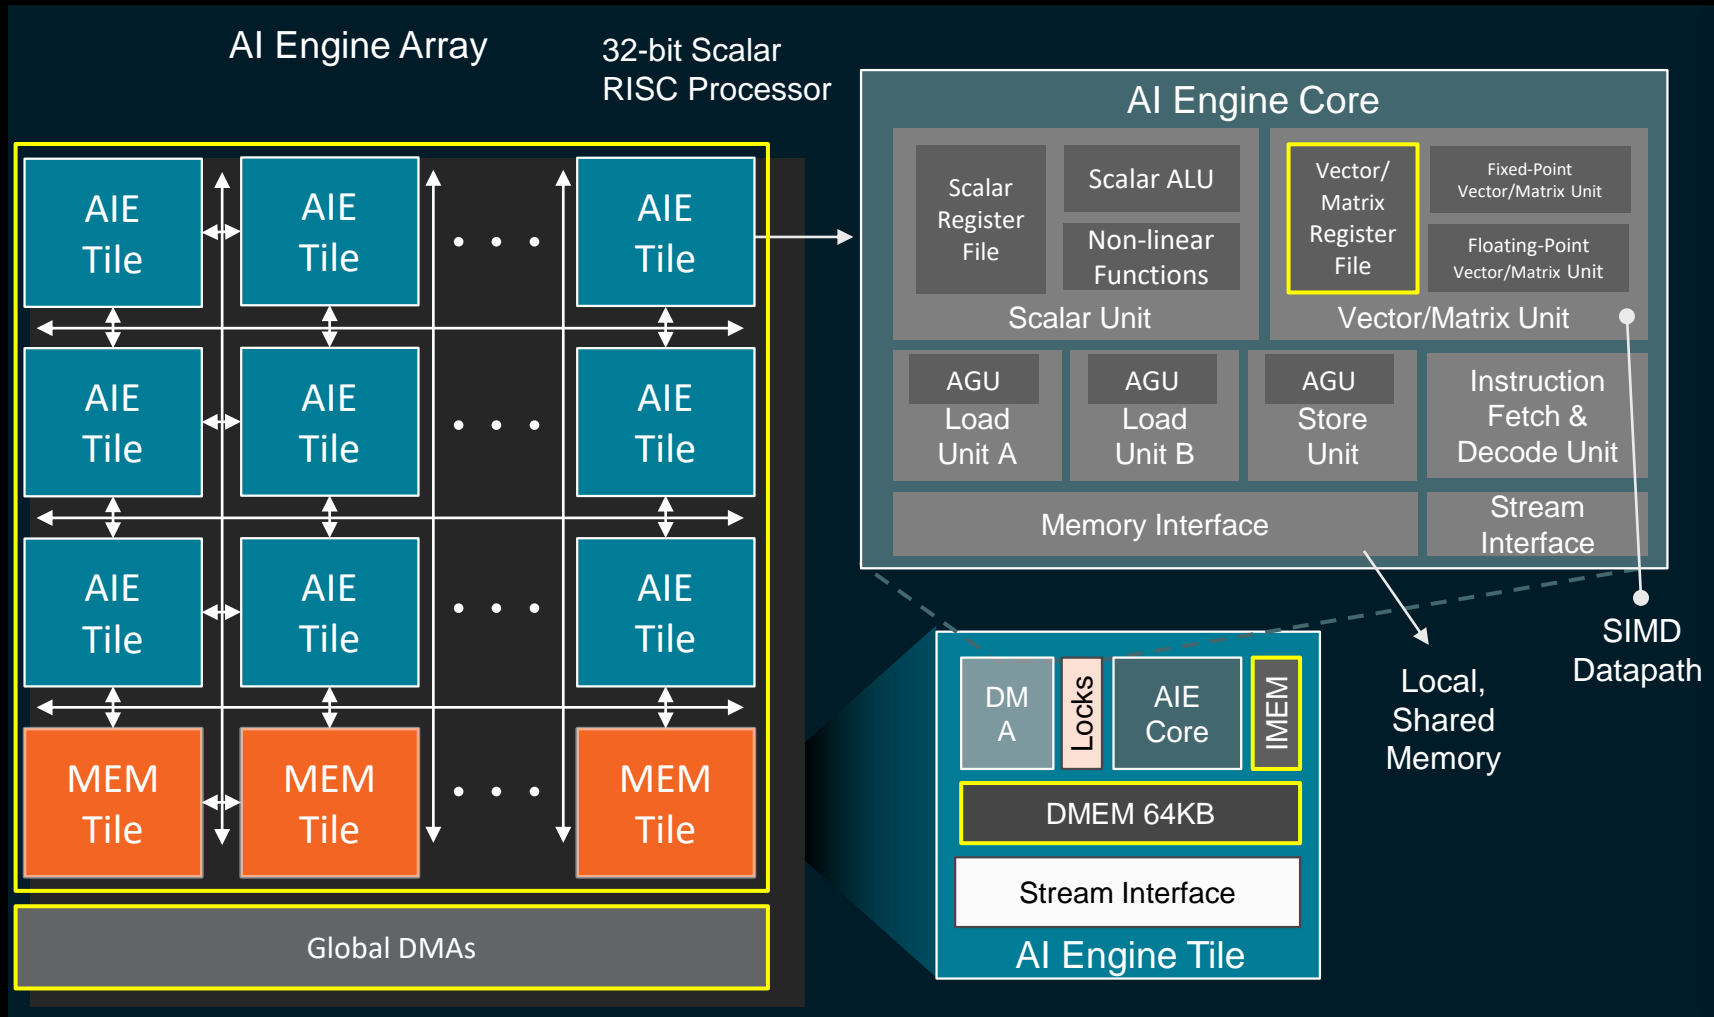 AI Engine Array
32-bit Scalar
RISC Processor
AIE
Tile
AIE
Tile
AIE
Tile
AIE
Tile
AIE
Tile
AIE
Tile
AIE
Tile
AIE
Tile
AIE
Tile
MEM
Tile
MEM
Tile
MEM
Tile
Global DMAs
AI Engine Core
Scalar
Register
File
Scalar ALU
Non-linear
Functions
Scalar Unit
Vector/
Matrix
Register
File
Fixed-Point
Vector/Matrix Unit
Floating-Point
Vector/Matrix Unit
Vector/Matrix Unit
AGU
Load
Unit A
AGU
Load
Unit B
AGU
Store
Unit
Instruction
Fetch &
Decode Unit
Memory Interface
Stream
Interface
SIMD
Datapath
Local,
Shared
Memory
DM
A
Locks
AIE
Core
IMEM
DMEM 64KB
Stream Interface
AI Engine Tile